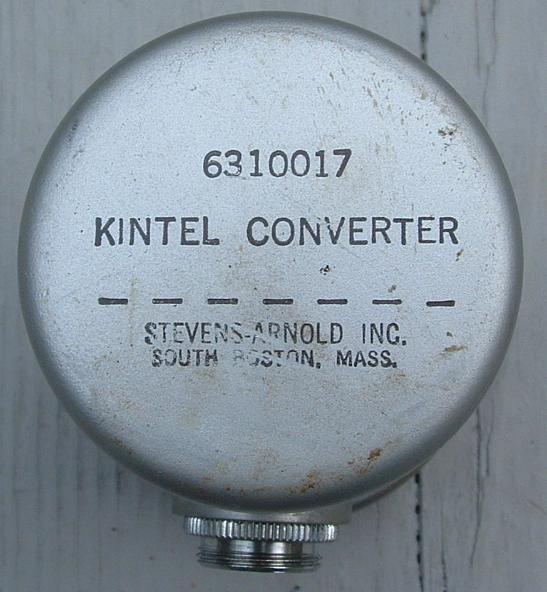 6310017
KINTEL CONVERTER
- - - - - - -
STEVENS-ARNOLD INC.
SOUTH BOSTON, MASS.